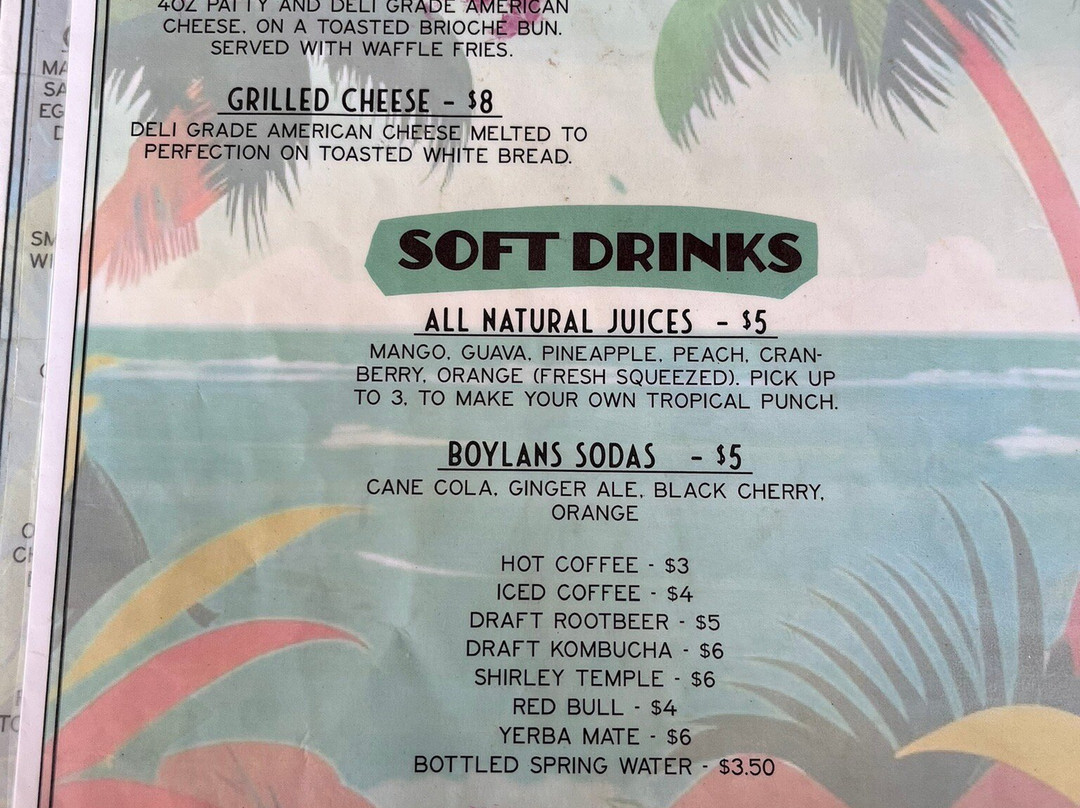 4OZ PATTY AND DELI GRADE AMERICAN
CHEESE, ON A TOASTED BRIOCHE BUN.
SERVED WITH WAFFLE FRIES.
GRILLED CHEESE - $8
DELI GRADE AMERICAN CHEESE MELTED TO
PERFECTION ON TOASTED WHITE BREAD.
SOFT DRINKS
ALL NATURAL JUICES - $5
MANGO, GUAVA, PINEAPPLE, PEACH, CRAN-
BERRY, ORANGE (FRESH SQUEEZED). PICK UP
TO 3, TO MAKE YOUR OWN TROPICAL PUNCH.
BOYLANS SODAS - $5
CANE COLA, GINGER ALE, BLACK CHERRY,
ORANGE
HOT COFFEE - $3
ICED COFFEE - $4
DRAFT ROOTBEER - $5
DRAFT KOMBUCHA - $6
SHIRLEY TEMPLE - $6
RED BULL - $4
YERBA MATE - $6
BOTTLED SPRING WATER - $3.50